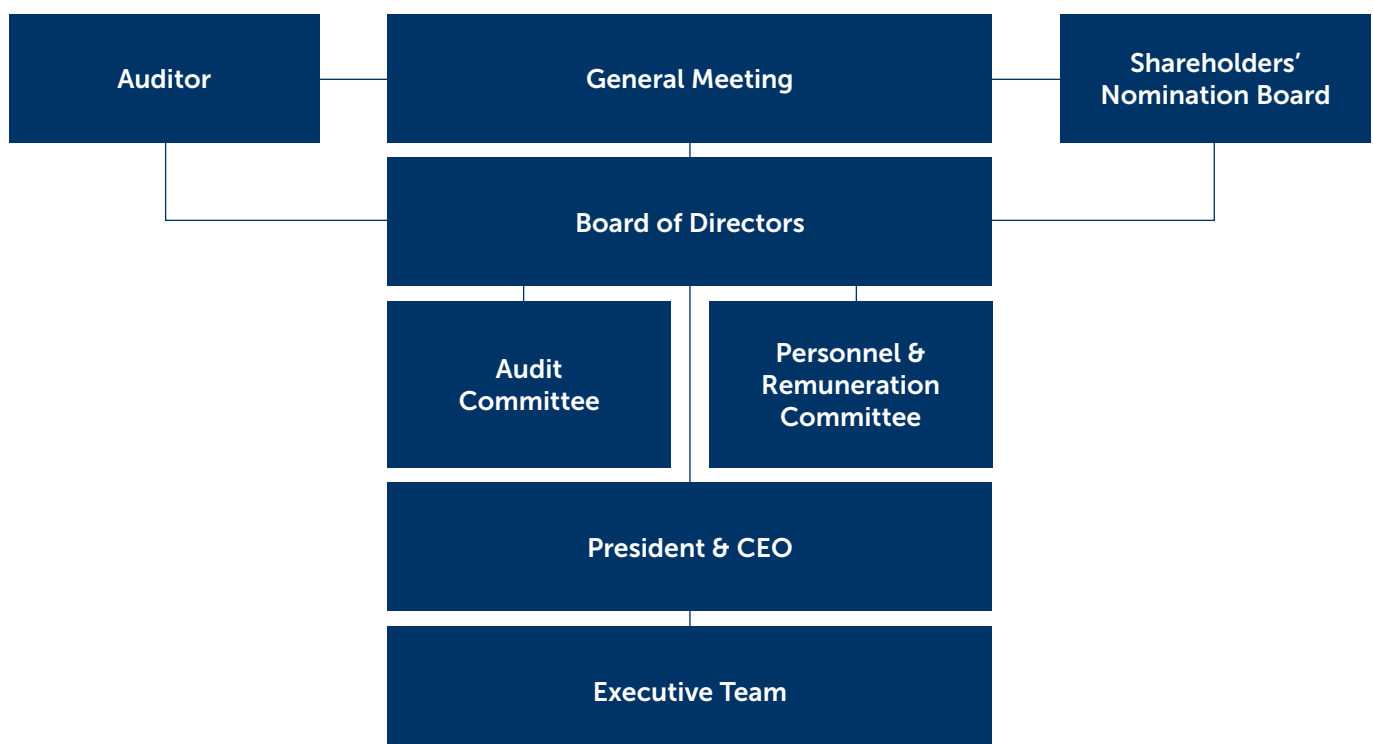 Auditor
General Meeting
Shareholders’
Nomination Board
Board of Directors
Audit
Committee
Personnel &
Remuneration
Committee
President & CEO
Executive Team